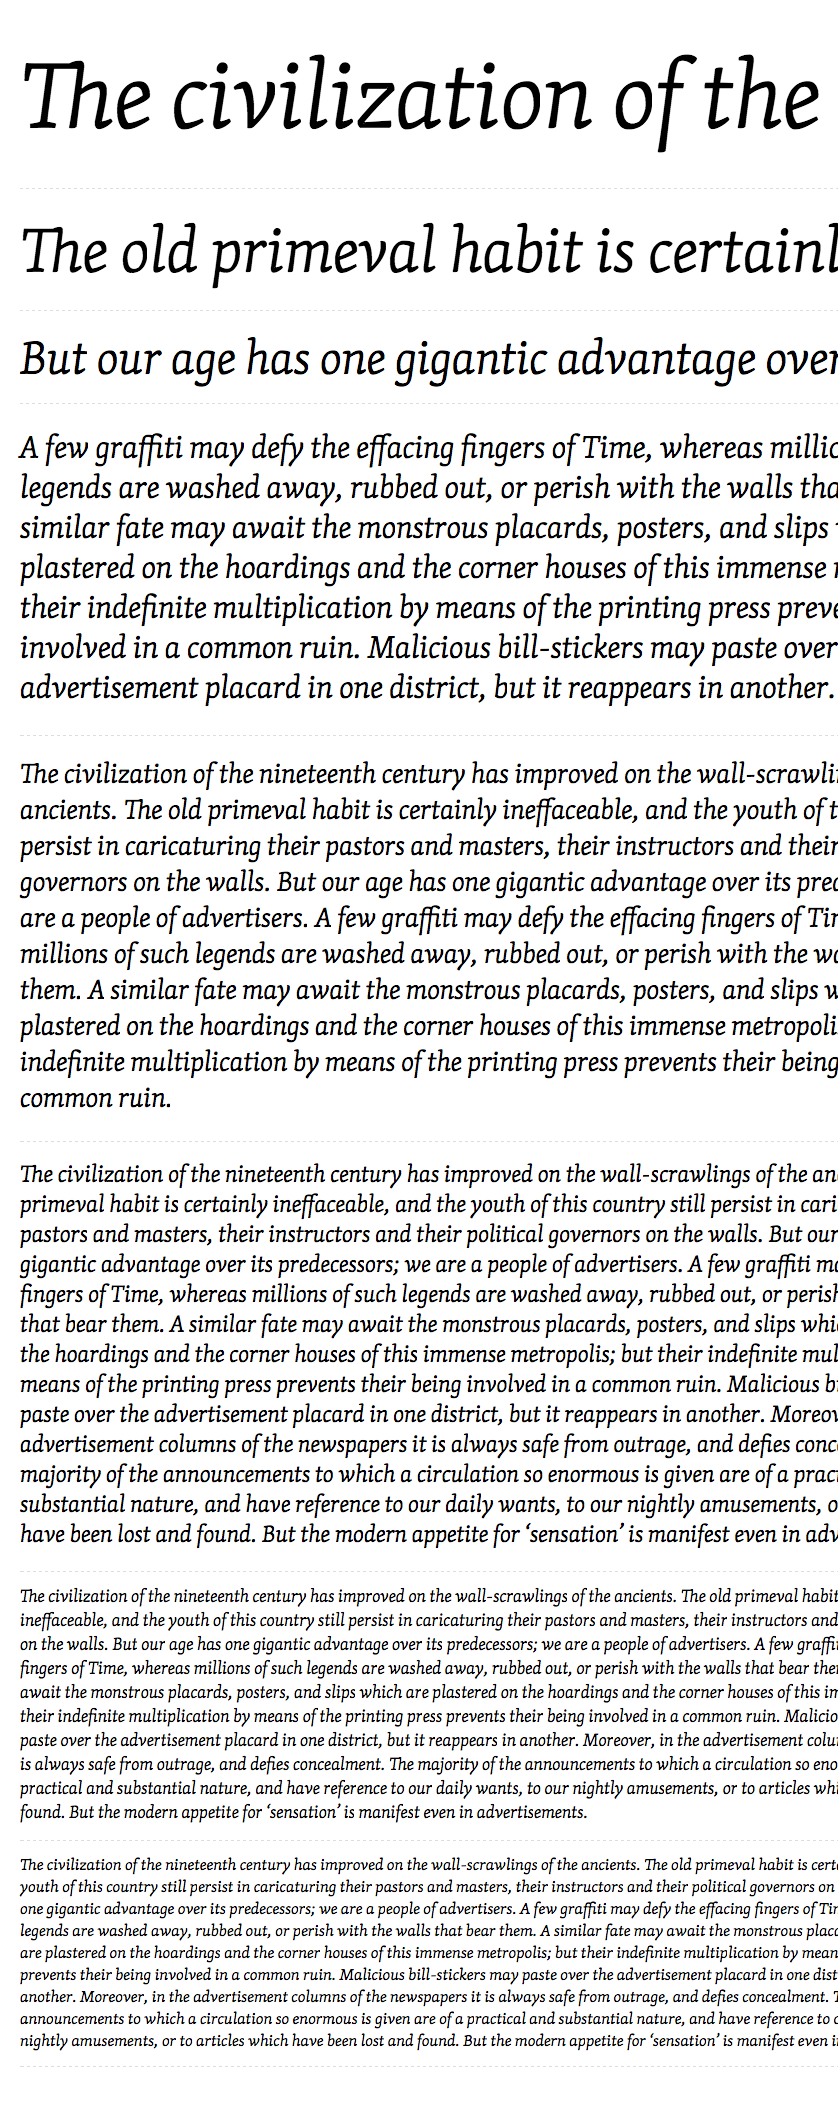 The civilization of the
The old primeval habit is certainl
But our age has one gigantic advantage over
A few graffiti may defy the effacing fingers of Time, whereas millio
legends are washed away, rubbed out, or perish with the walls tha
similar fate may await the monstrous placards, posters, and slips
plastered on the hoardings and the corner houses of this immense
their indefinite multiplication by means of the printing press preve
involved in a common ruin. Malicious bill-stickers may paste over
advertisement placard in one district, but it reappears in another.
The civilization of the nineteenth century has improved on the wall-scrawli
ancients. The old primeval habit is certainly ineffaceable, and the youth of t
persist in caricaturing their pastors and masters, their instructors and their
governors on the walls. But our age has one gigantic advantage over its pred
are a people of advertisers. A few graffiti may defy the effacing fingers of Tim
millions of such legends are washed away, rubbed out, or perish with the wa
them. A similar fate may await the monstrous placards, posters, and slips w
plastered on the hoardings and the corner houses of this immense metropoli
indefinite multiplication by means of the printing press prevents their being
common ruin.
The civilization of the nineteenth century has improved on the wall-scrawlings of the an
primeval habit is certainly ineffaceable, and the youth of this country still persist in cari
pastors and masters, their instructors and their political governors on the walls. But our
gigantic advantage over its predecessors; we are a people of advertisers. A few graffiti ma
fingers of Time, whereas millions of such legends are washed away, rubbed out, or perish
that bear them. A similar fate may await the monstrous placards, posters, and slips whi
the hoardings and the corner houses of this immense metropolis; but their indefinite mul
means of the printing press prevents their being involved in a common ruin. Malicious b
paste over the advertisement placard in one district, but it reappears in another. Moreov
advertisement columns of the newspapers it is always safe from outrage, and defies conc
majority of the announcements to which a circulation so enormous is given are of a pract
substantial nature, and have reference to our daily wants, to our nightly amusements, o
have been lost and found. But the modern appetite for ‘sensation’ is manifest even in adv
The civilization of the nineteenth century has improved on the wall-scrawlings of the ancients. The old primeval habit
ineffaceable, and the youth of this country still persist in caricaturing their pastors and masters, their instructors and
on the walls. But our age has one gigantic advantage over its predecessors; we are a people of advertisers. A few graffit
fingers of Time, whereas millions of such legends are washed away, rubbed out, or perish with the walls that bear the
await the monstrous placards, posters, and slips which are plastered on the hoardings and the corner houses of this im
their indefinite multiplication by means of the printing press prevents their being involved in a common ruin. Malicio
paste over the advertisement placard in one district, but it reappears in another. Moreover, in the advertisement colu
is always safe from outrage, and defies concealment. The majority of the announcements to which a circulation so eno
practical and substantial nature, and have reference to our daily wants, to our nightly amusements, or to articles whi
found. But the modern appetite for ‘sensation’ is manifest even in advertisements.
The civilization of the nineteenth century has improved on the wall-scrawlings of the ancients. The old primeval habit is cert
youth of this country still persist in caricaturing their pastors and masters, their instructors and their political governors on
one gigantic advantage over its predecessors; we are a people of advertisers. A few graffiti may defy the effacing fingers of Tim
legends are washed away, rubbed out, or perish with the walls that bear them. A similar fate may await the monstrous placa
are plastered on the hoardings and the corner houses of this immense metropolis; but their indefinite multiplication by mean
prevents their being involved in a common ruin. Malicious bill-stickers may paste over the advertisement placard in one dist
another. Moreover, in the advertisement columns of the newspapers it is always safe from outrage, and defies concealment. T
announcements to which a circulation so enormous is given are of a practical and substantial nature, and have reference to o
nightly amusements, or to articles which have been lost and found. But the modern appetite for ‘sensation’ is manifest even i